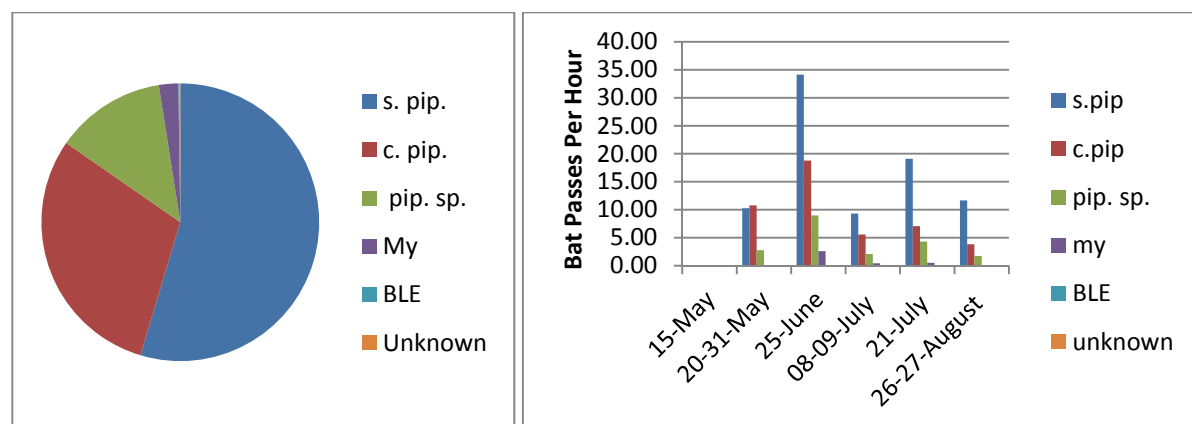 s. pip.
c. pip.
pip. sp.
My
BLE
Unknown
Bat Passes Per Hour
40.00
35.00
30.00
25.00
20.00
15.00
10.00
5.00
0.00
15-May
20-31-May
25-June
08-09-July
21-July
26-27-August
s.pip
c.pip
pip. sp.
my
BLE
unknown